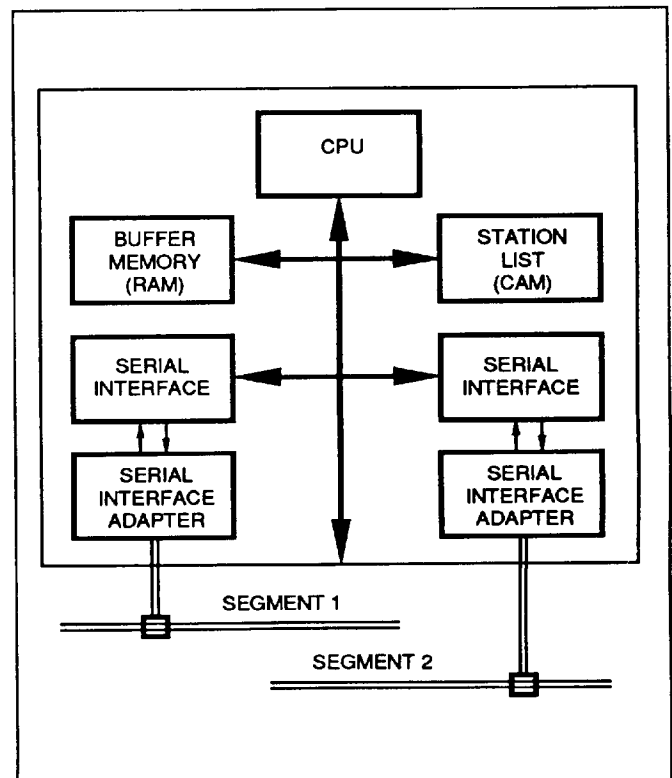 CPU
BUFFER
MEMORY
(RAM)
STATION
LIST
(CAM)
SERIAL
INTERFACE
SERIAL
INTERFACE
SERIAL
INTERFACE
ADAPTER
SERIAL
INTERFACE
ADAPTER
SEGMENT 1
SEGMENT 2